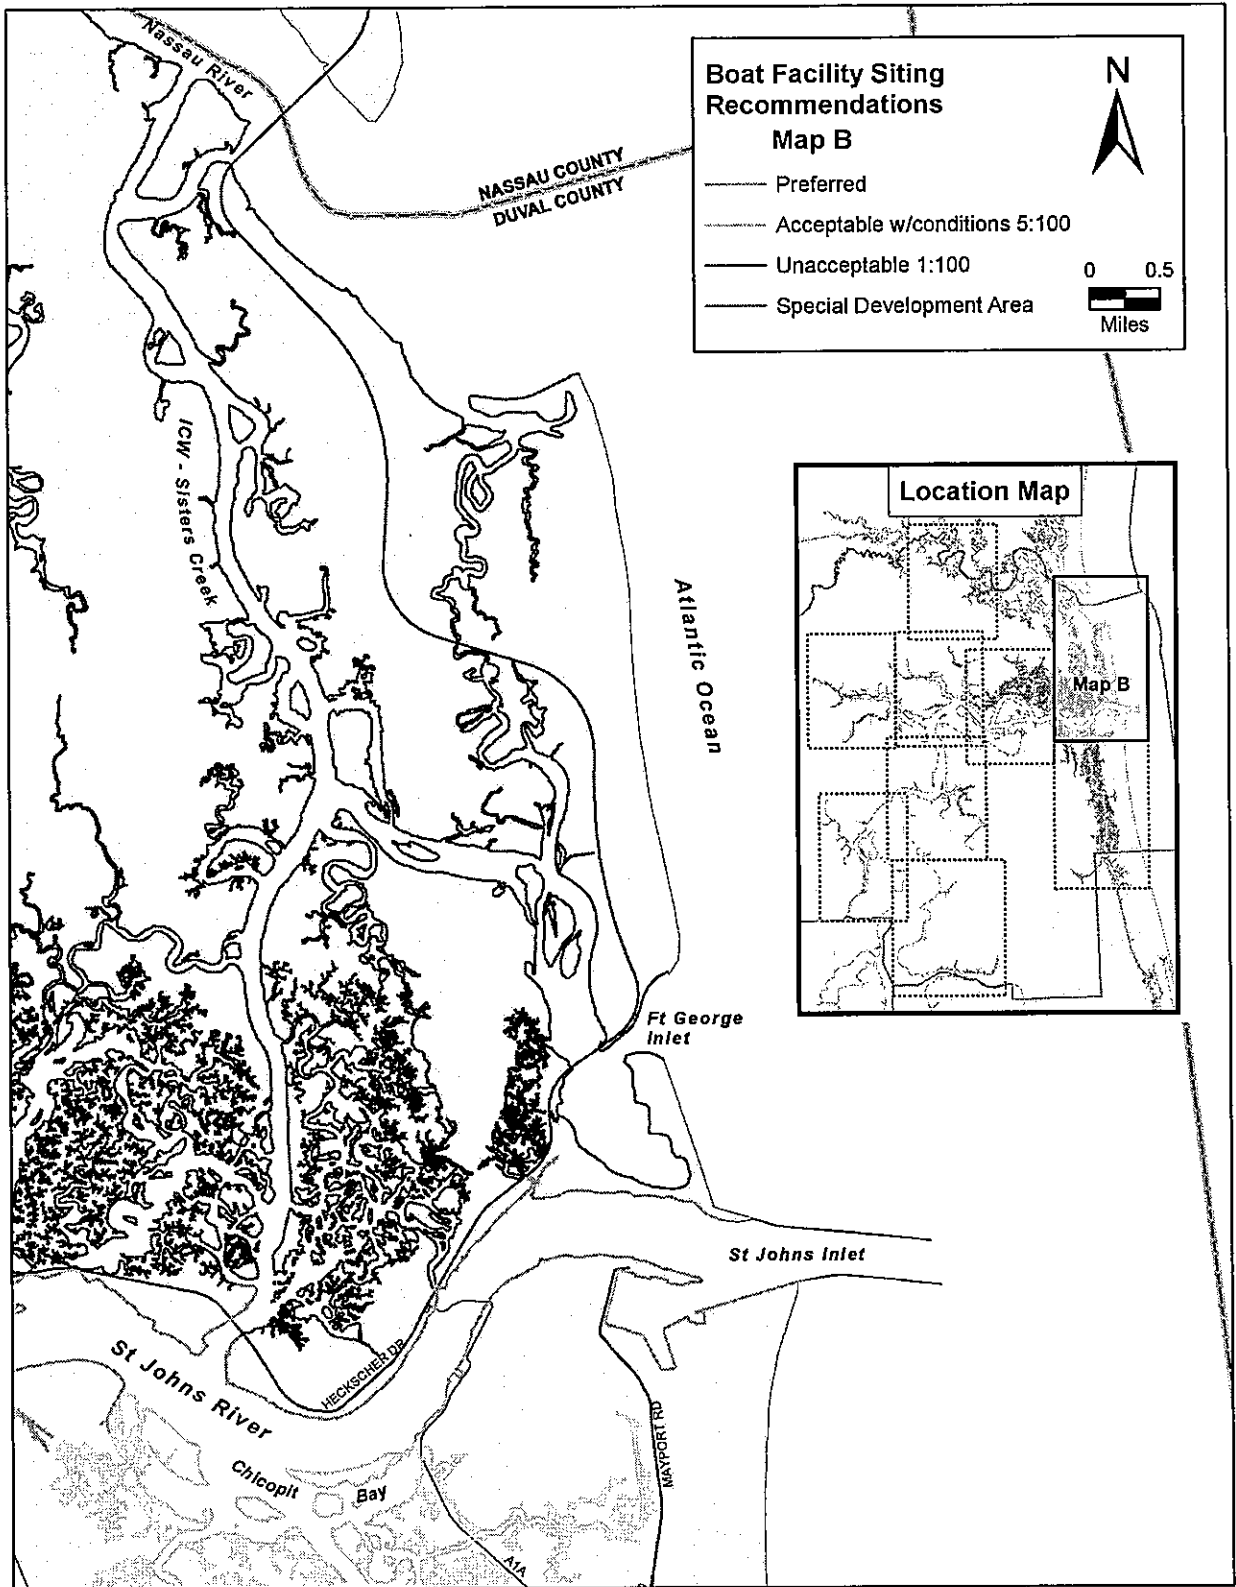 Nassau River
Boat Facility Siting
Recommendations
Map B
N
Preferred
Acceptable w/conditions 5:100
Unacceptable 1:100
Special Development Area
0 0.5
Miles
NASSAU COUNTY
DUVAL COUNTY
ICW - Sisters Creek
Location Map
Map B
Atlantic Ocean
Ft George
Inlet
St Johns Inlet
St Johns River
HECKSCHER DR
MAYPORT RD
Chicopit Bay
A1A